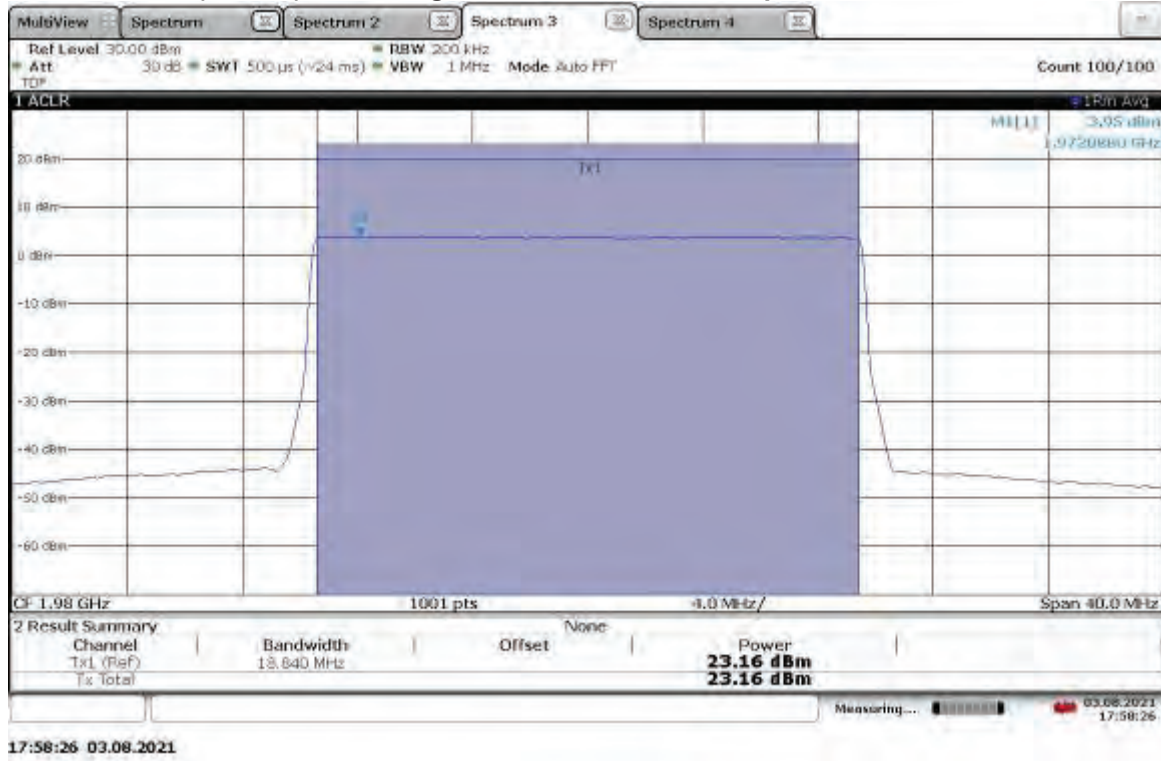 MultiView Spectrum Spectrum 2 Spectrum 3 Spectrum 4
Ref Level 30.00 dBm RBW 200 kHz
Att 30 dB SWT 500 µs (~24 ms) VBW 1 MHz Mode Auto FFT Count 100/100
TDF
1 ACLR 1Rm Avg
M1[1] 3.95 dBm
1.9720880 GHz
Tx1
20 dBm
10 dBm
0 dBm
-10 dBm
-20 dBm
-30 dBm
-40 dBm
-50 dBm
-60 dBm
CF 1.98 GHz 1001 pts 4.0 MHz/ Span 40.0 MHz
2 Result Summary None
Channel Bandwidth Offset Power
Tx1 (Ref) 18.840 MHz 23.16 dBm
Tx Total 23.16 dBm
Measuring... 03.08.2021
17:58:26
17:58:26 03.08.2021